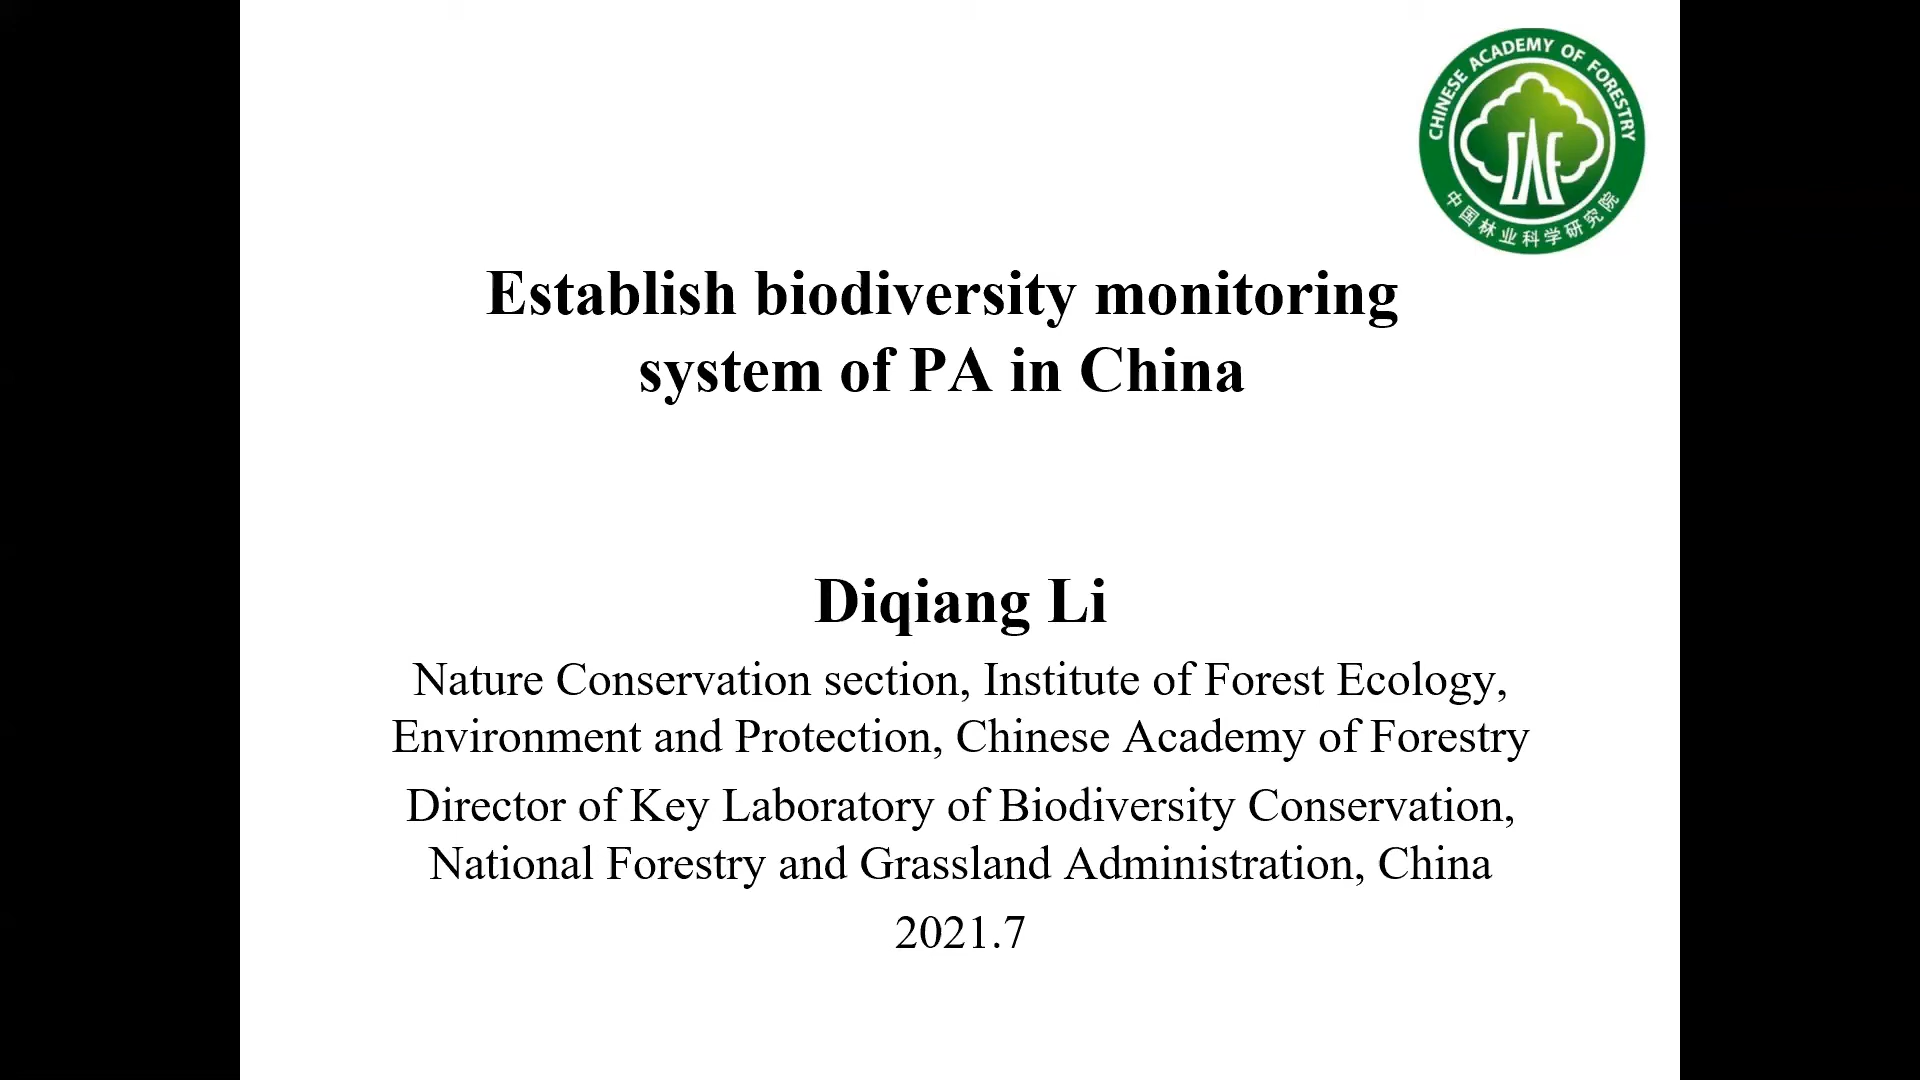 CHINESE ACADEMY OF FORESTRY
CAF
中国林业科学研究院
Establish biodiversity monitoring
system of PA in China
Diqiang Li
Nature Conservation section, Institute of Forest Ecology,
Environment and Protection, Chinese Academy of Forestry
Director of Key Laboratory of Biodiversity Conservation,
National Forestry and Grassland Administration, China
2021.7